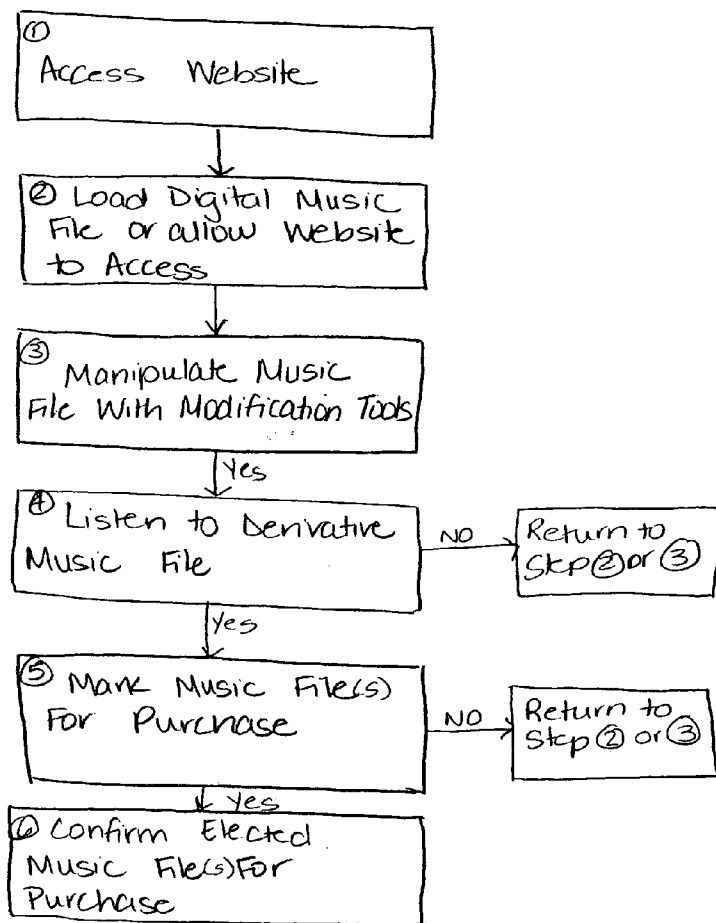 ①
Access Website
② Load Digital Music
File or allow Website
to Access
③
Manipulate Music
File With Modification Tools
Yes
④ Listen to Derivative
Music File
NO
Return to
Step ② or ③
Yes
⑤ Mark Music File(s)
For Purchase
NO
Return to
Step ② or ③
Yes
⑥ Confirm Elected
Music File(s) For
Purchase